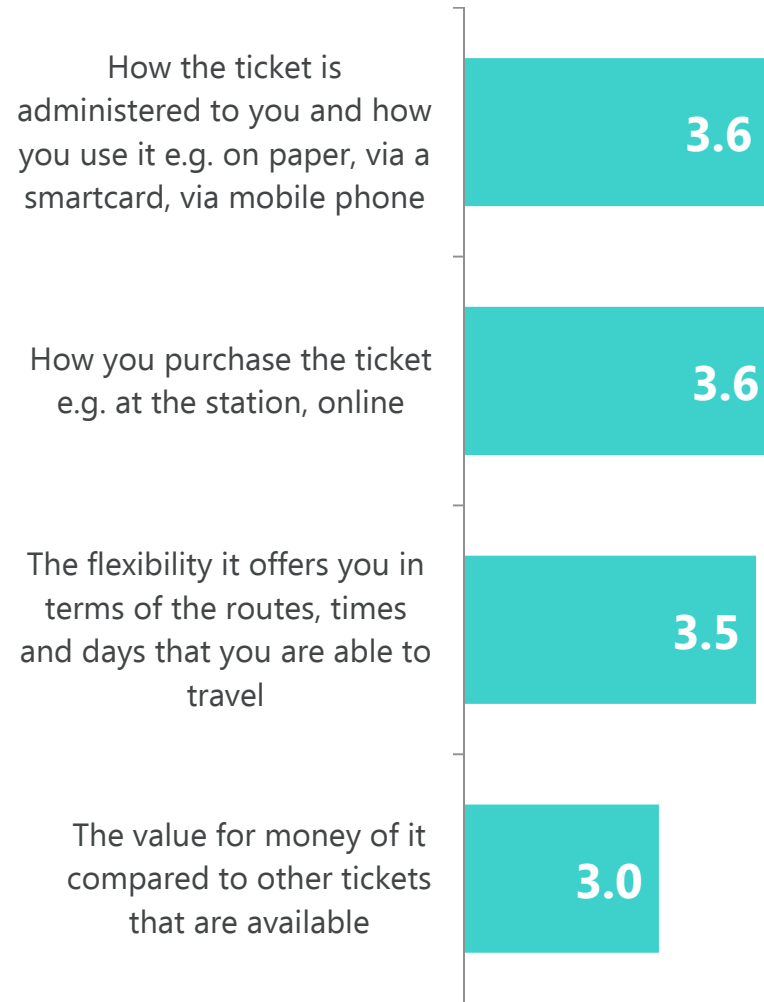 How the ticket is
administered to you and how
you use it e.g. on paper, via a
smartcard, via mobile phone
3.6
How you purchase the ticket
e.g. at the station, online
3.6
The flexibility it offers you in
terms of the routes, times
and days that you are able to
travel
3.5
The value for money of it
compared to other tickets
that are available
3.0